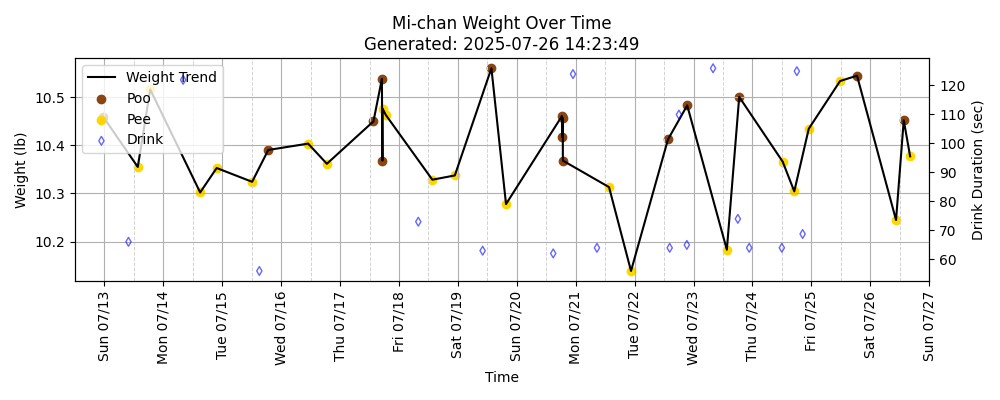 Mi-chan Weight Over Time
Generated: 2025-07-26 14:23:49
Weight Trend
Poo
Pee
Drink
Weight (lb)
10.5
10.4
10.3
10.2
Drink Duration (sec)
120
110
100
90
80
70
60
Sun 07/13
Mon 07/14
Tue 07/15
Wed 07/16
Thu 07/17
Fri 07/18
Sat 07/19
Sun 07/20
Mon 07/21
Tue 07/22
Wed 07/23
Thu 07/24
Fri 07/25
Sat 07/26
Sun 07/27
Time